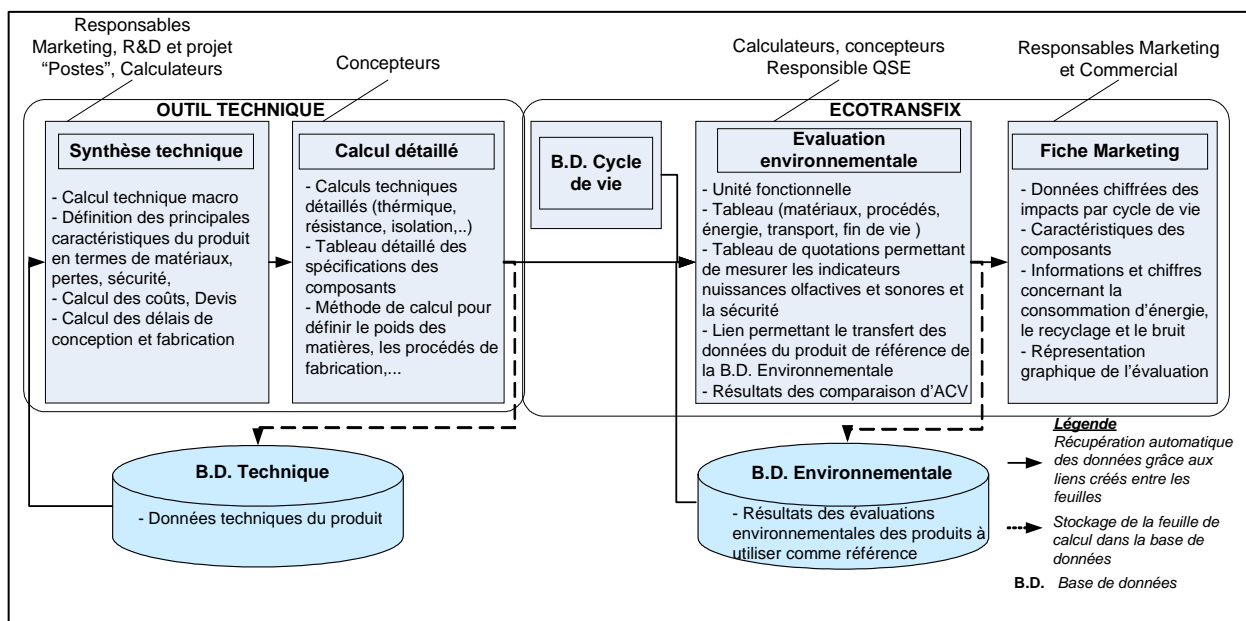 Responsables
Marketing, R&D et projet
“Postes”, Calculateurs
Concepteurs
Calculateurs, concepteurs
Responsible QSE
Responsables Marketing
et Commercial
OUTIL TECHNIQUE
ECOTRANSFIX
Synthèse technique
- Calcul technique macro
- Définition des principales
caractéristiques du produit
en termes de matériaux,
pertes, sécurité,
- Calcul des coûts, Devis
- Calcul des délais de
conception et fabrication
Calcul détaillé
- Calculs techniques
détaillés (thérmique,
résistance, isolation,..)
- Tableau détaillé des
spécifications des
composants
- Méthode de calcul pour
définir le poids des
matières, les procédés de
fabrication,...
B.D. Cycle
de vie
Evaluation
environnementale
- Unité fonctionnelle
- Tableau (matériaux, procédés,
énergie, transport, fin de vie )
- Tableau de quotations permettant
de mesurer les indicateurs
nuissances olfactives et sonores et
la sécurité
- Lien permettant le transfert des
données du produit de référence de
la B.D. Environnementale
- Résultats des comparaison d’ACV
Fiche Marketing
- Données chiffrées des
impacts par cycle de vie
- Caractéristiques des
composants
- Informations et chiffres
concernant la
consommation d’énergie,
le recyclage et le bruit
- Répresentation
graphique de l’évaluation
B.D. Technique
- Données techniques du produit
B.D. Environnementale
- Résultats des évaluations
environnementales des produits à
utiliser comme référence
Légende
Récupération automatique
des données grâce aux
liens créés entre les
feuilles
Stockage de la feuille de
calcul dans la base de
données
B.D. Base de données